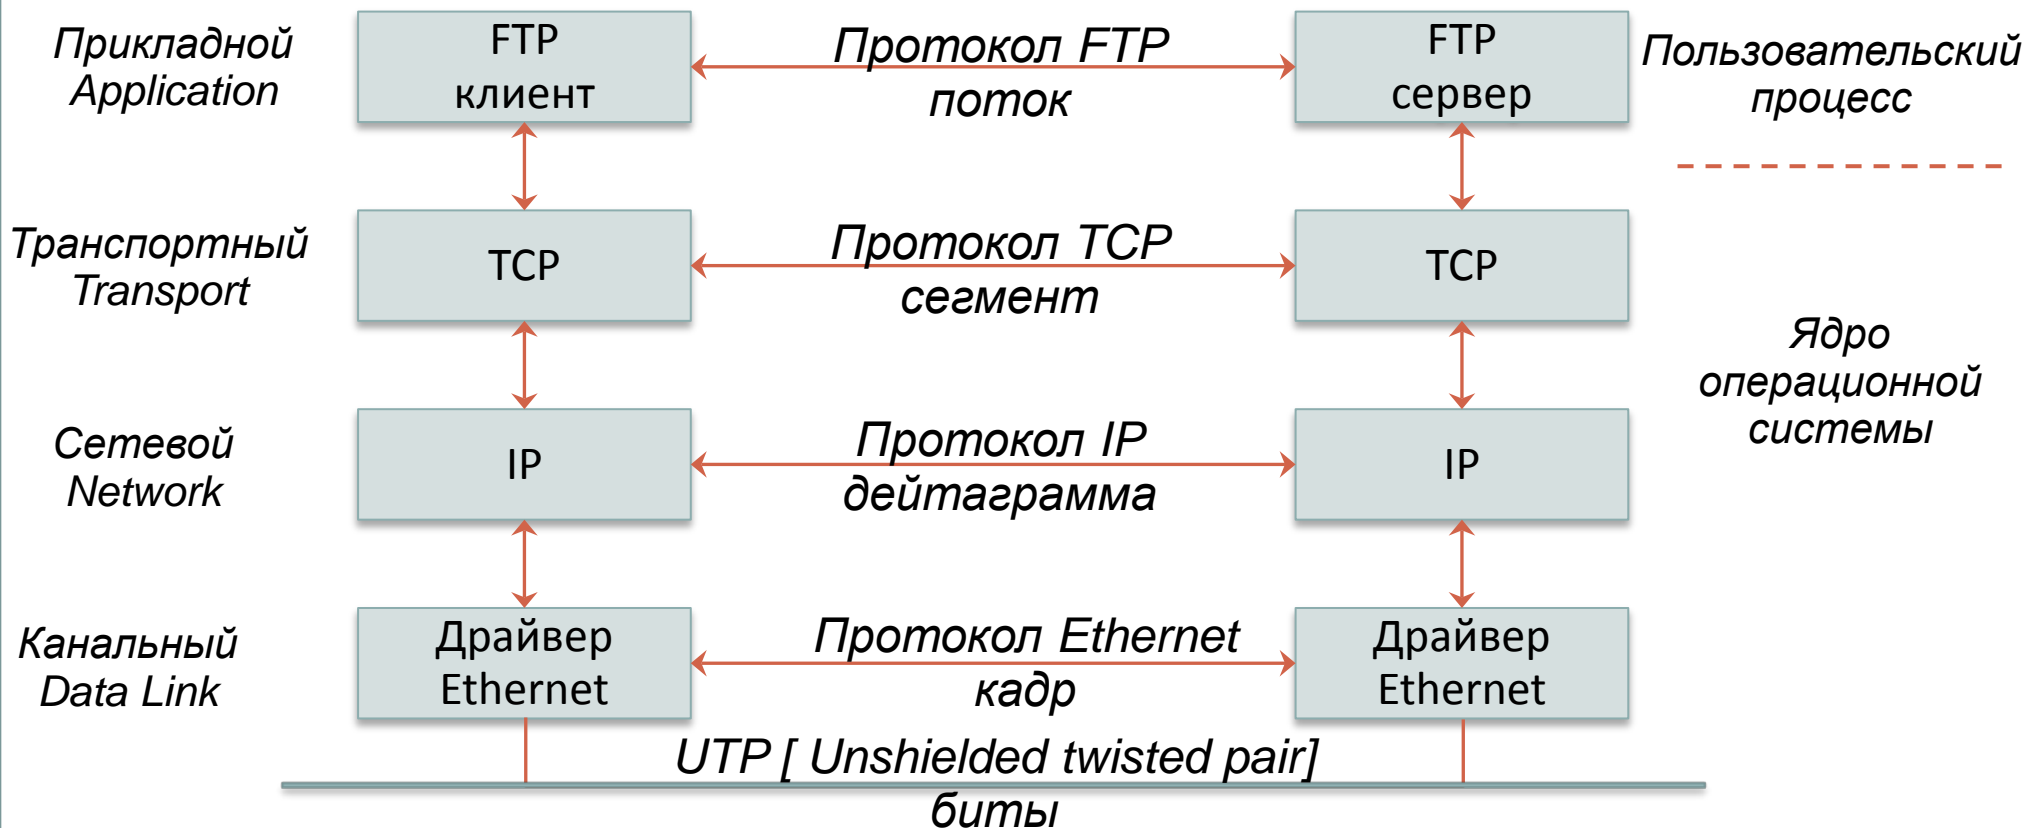 Прикладной
Application
FTP
клиент
Протокол FTP
поток
FTP
сервер
Пользовательский
процесс
Транспортный
Transport
TCP
Протокол TCP
сегмент
TCP
Ядро
операционной
системы
Сетевой
Network
IP
Протокол IP
дейтаграмма
IP
Канальный
Data Link
Драйвер
Ethernet
Протокол Ethernet
кадр
Драйвер
Ethernet
UTP [ Unshielded twisted pair]
биты